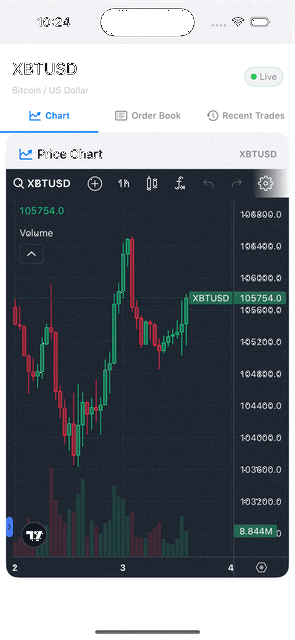 10:24
XBTUSD
Bitcoin / US Dollar
Live
Chart
Order Book
Recent Trades
Price Chart
XBTUSD
XBTUSD
1h
105754.0
Volume
106800.0
106400.0
106000.0
XBTUSD 105754.0
105600.0
105200.0
104800.0
104400.0
104000.0
103600.0
103200.0
8.844M
2 3 4